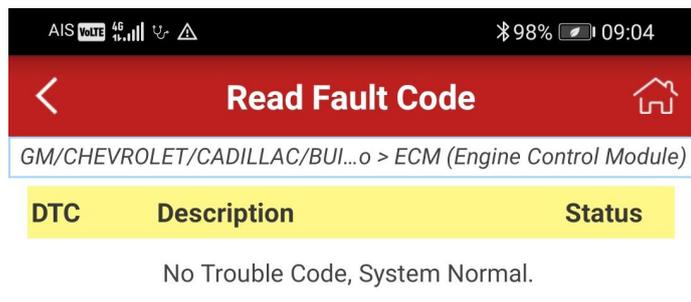 AIS VoLTE 4G 98% 09:04
Read Fault Code
GM/CHEVROLET/CADILLAC/BUI...o > ECM (Engine Control Module)
DTC Description Status
No Trouble Code, System Normal.